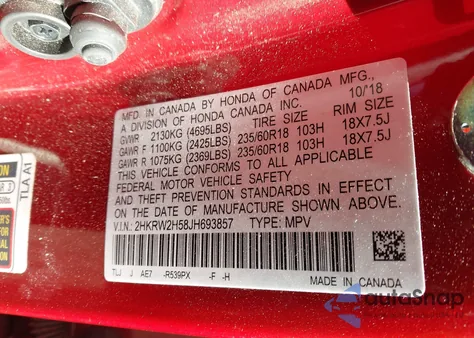 MFD. IN CANADA BY HONDA OF CANADA MFG.,
A DIVISION OF HONDA CANADA INC. 10/'18
TIRE SIZE RIM SIZE
GVWR 2130KG (4695LBS)
GAWR F 1100KG (2425LBS) 235/60R18 103H 18X7.5J
GAWR R 1075KG (2369LBS) 235/60R18 103H 18X7.5J
THIS VEHICLE CONFORMS TO ALL APPLICABLE
FEDERAL MOTOR VEHICLE SAFETY
AND THEFT PREVENTION STANDARDS IN EFFECT
ON THE DATE OF MANUFACTURE SHOWN ABOVE.
V.I.N.: 2HKRW2H58JH693857 TYPE: MPV
TLJ J AE7 -R539PX -F -H
MADE IN CANADA
TLA A1
autoSnap